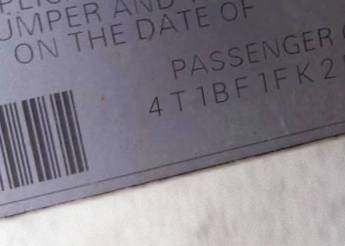 UMPER AND
ON THE DATE OF
PASSENGER
4T1BF1FK2